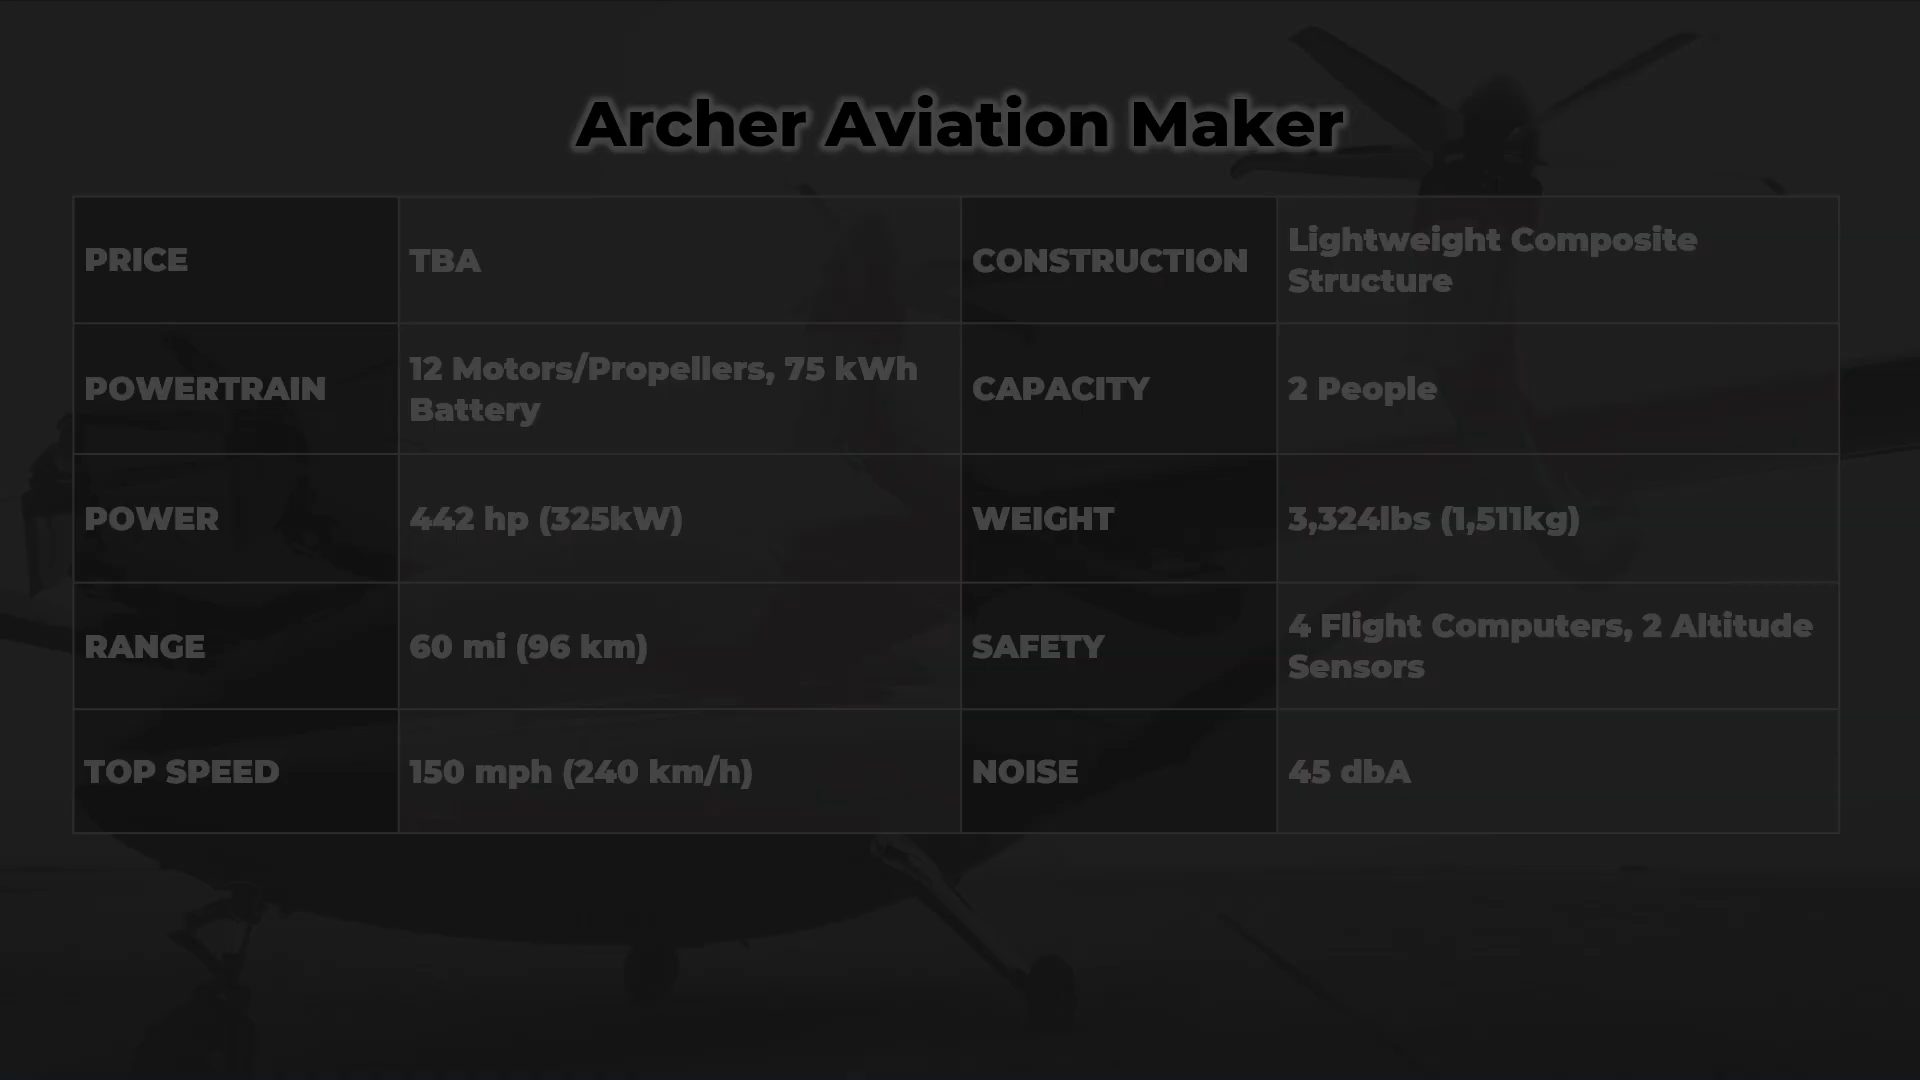 Archer Aviation Maker
PRICE
TBA
CONSTRUCTION
Lightweight Composite
Structure
POWERTRAIN
12 Motors/Propellers, 75 kWh
Battery
CAPACITY
2 People
POWER
442 hp (325kW)
WEIGHT
3,324lbs (1,511kg)
RANGE
60 mi (96 km)
SAFETY
4 Flight Computers, 2 Altitude
Sensors
TOP SPEED
150 mph (240 km/h)
NOISE
45 dbA